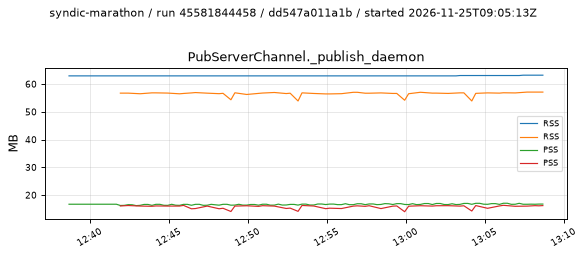 syndic-marathon / run 45581844458 / dd547a011a1b / started 2026-11-25T09:05:13Z
PubServerChannel._publish_daemon
MB
60
50
40
30
20
RSS
RSS
PSS
PSS
12:40
12:45
12:50
12:55
13:00
13:05
13:10